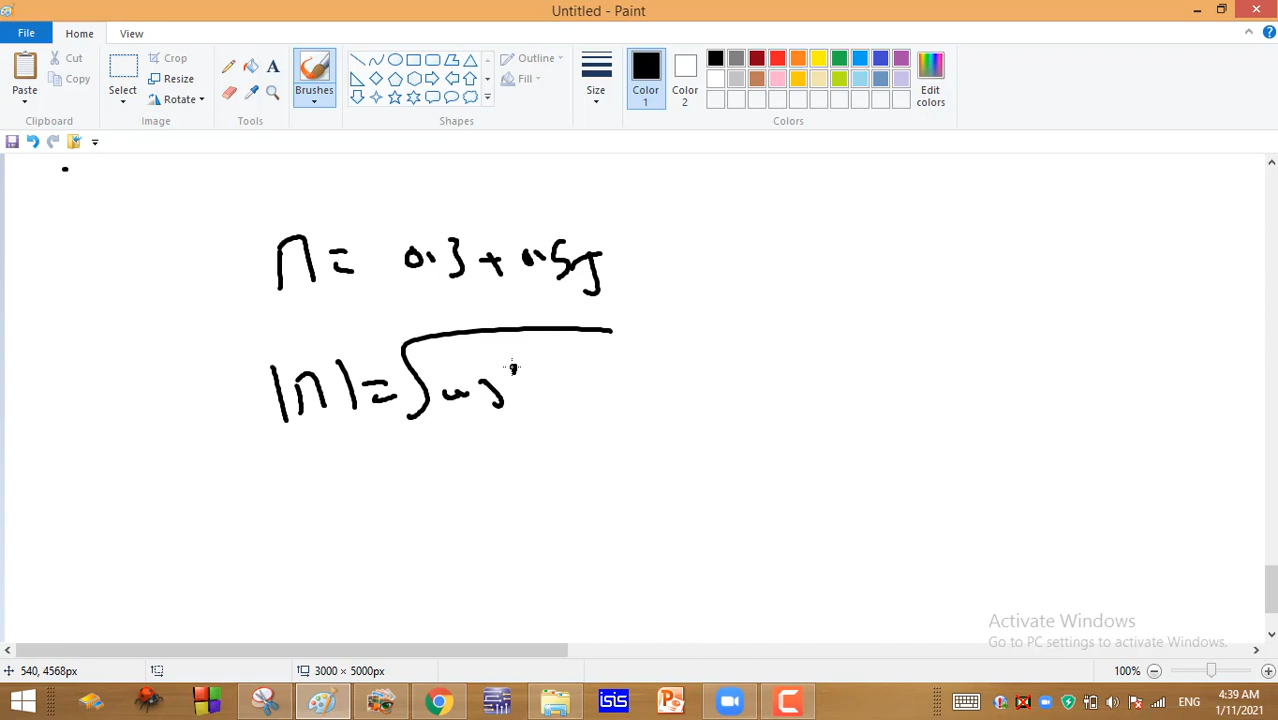 Untitled - Paint
File
Home
View
Paste
Cut
Copy
Clipboard
Select
Crop
Resize
Rotate
Image
A
Tools
Brushes
Outline
Fill
Shapes
Size
Color 1
Color 2
Edit colors
Colors
Γ = 0.3 + 0.5j
|Γ| =
Activate Windows
Go to PC settings to activate Windows.
540, 4568px
3000 × 5000px
100%
isis
ENG
4:39 AM
1/11/2021